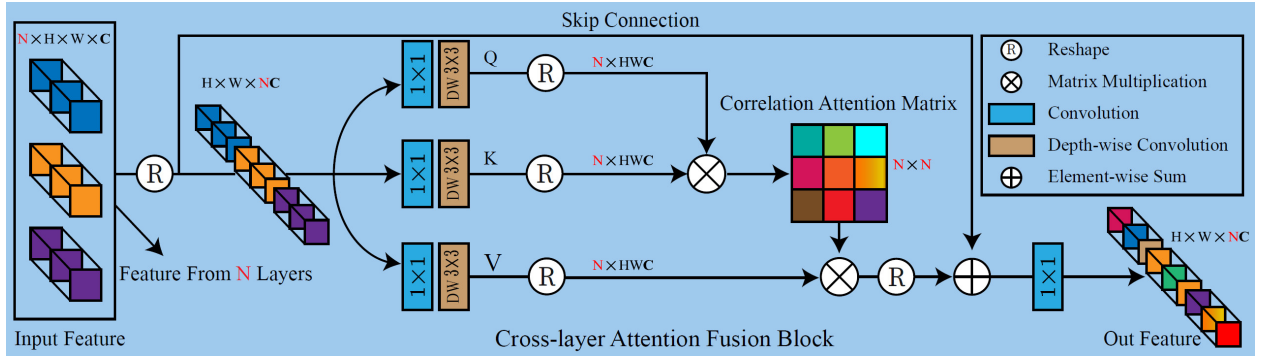 Skip Connection
N×H×W×C
H×W×NC
R
1×1
DW 3X3
Q
R
N×HWC
1×1
DW 3X3
K
R
N×HWC
1×1
DW 3X3
V
R
N×HWC
Correlation Attention Matrix
N×N
R
1×1
H×W×NC
R Reshape
Matrix Multiplication
Convolution
Depth-wise Convolution
Element-wise Sum
Feature From N Layers
Input Feature
Cross-layer Attention Fusion Block
Out Feature